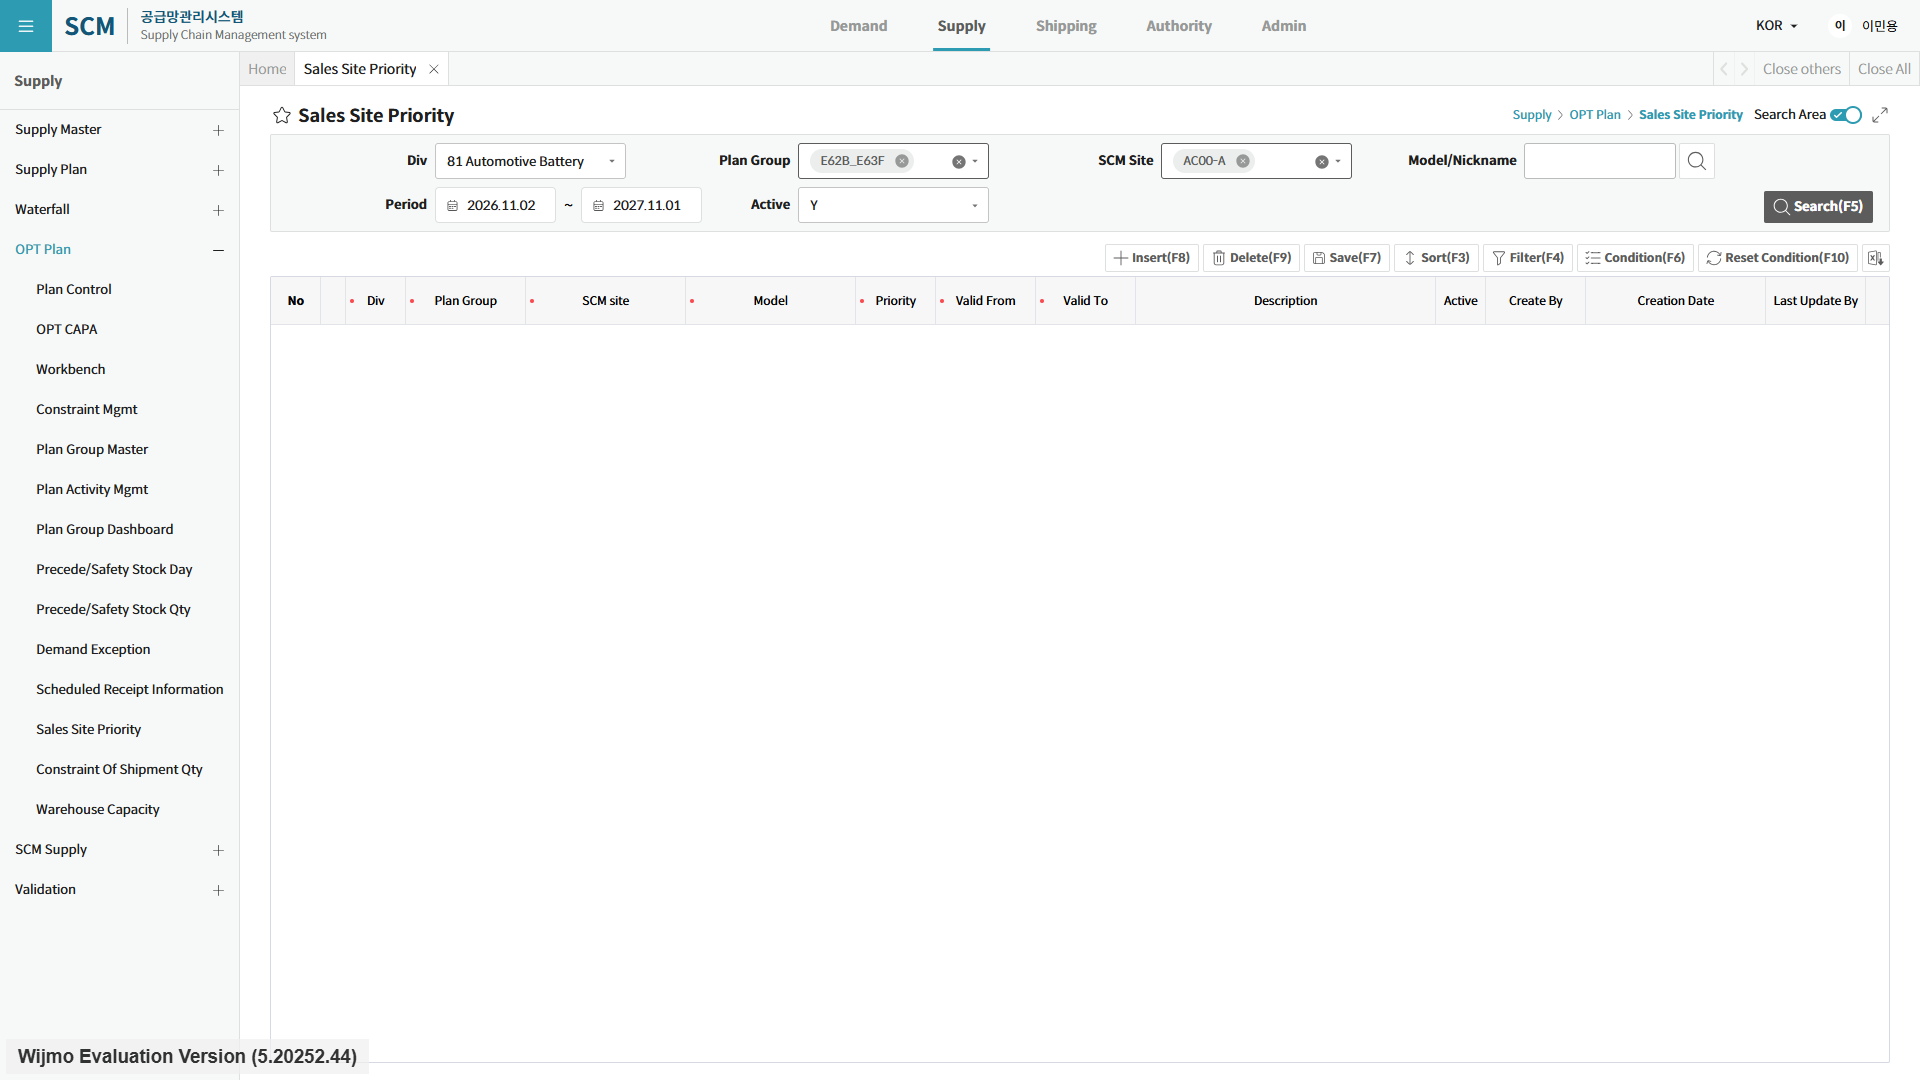 SCM
공급망관리시스템
Supply Chain Management system
Demand
Supply
Shipping
Authority
Admin
KOR
이
이민용
Supply
Home
Sales Site Priority
Close others
Close All
Supply Master
Supply Plan
Waterfall
OPT Plan
Plan Control
OPT CAPA
Workbench
Constraint Mgmt
Plan Group Master
Plan Activity Mgmt
Plan Group Dashboard
Precede/Safety Stock Day
Precede/Safety Stock Qty
Demand Exception
Scheduled Receipt Information
Sales Site Priority
Constraint Of Shipment Qty
Warehouse Capacity
SCM Supply
Validation
Sales Site Priority
Supply > OPT Plan > Sales Site Priority
Search Area
Div
81 Automotive Battery
Plan Group
E62B_E63F
SCM Site
AC00-A
Model/Nickname
Period
2026.11.02 ~ 2027.11.01
Active
Y
Search(F5)
Insert(F8)
Delete(F9)
Save(F7)
Sort(F3)
Filter(F4)
Condition(F6)
Reset Condition(F10)
No
Div
Plan Group
SCM site
Model
Priority
Valid From
Valid To
Description
Active
Create By
Creation Date
Last Update By
Wijmo Evaluation Version (5.20252.44)